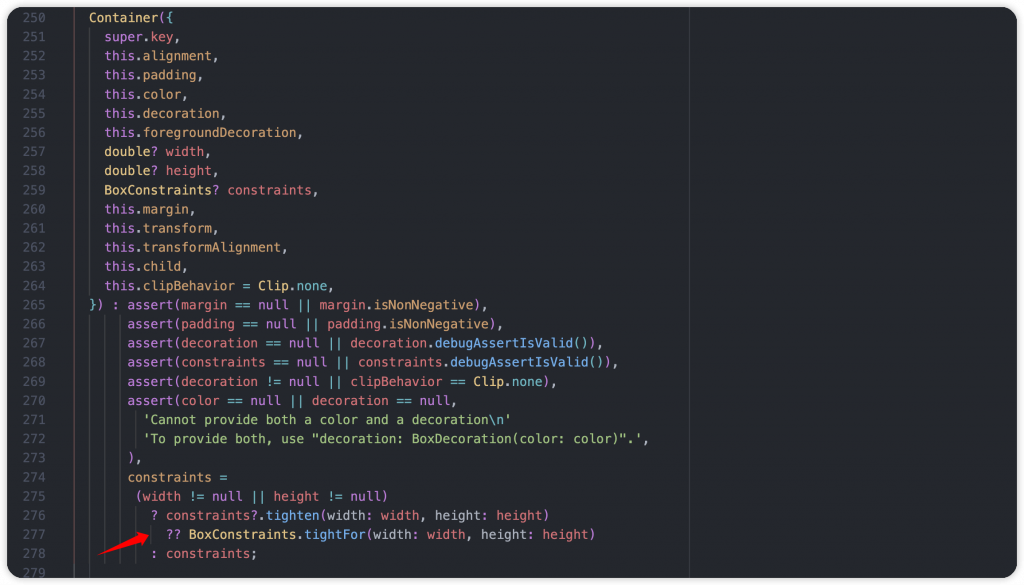 250 Container({
251 super.key,
252 this.alignment,
253 this.padding,
254 this.color,
255 this.decoration,
256 this.foregroundDecoration,
257 double? width,
258 double? height,
259 BoxConstraints? constraints,
260 this.margin,
261 this.transform,
262 this.transformAlignment,
263 this.child,
264 this.clipBehavior = Clip.none,
265 }) : assert(margin == null || margin.isNonNegative),
266 assert(padding == null || padding.isNonNegative),
267 assert(decoration == null || decoration.debugAssertIsValid()),
268 assert(constraints == null || constraints.debugAssertIsValid()),
269 assert(decoration != null || clipBehavior == Clip.none),
270 assert(color == null || decoration == null,
271 'Cannot provide both a color and a decoration\n'
272 'To provide both, use "decoration: BoxDecoration(color: color)".',
273 ),
274 constraints =
275 (width != null || height != null)
276 ? constraints?.tighten(width: width, height: height)
277 ?? BoxConstraints.tightFor(width: width, height: height)
278 : constraints;
279